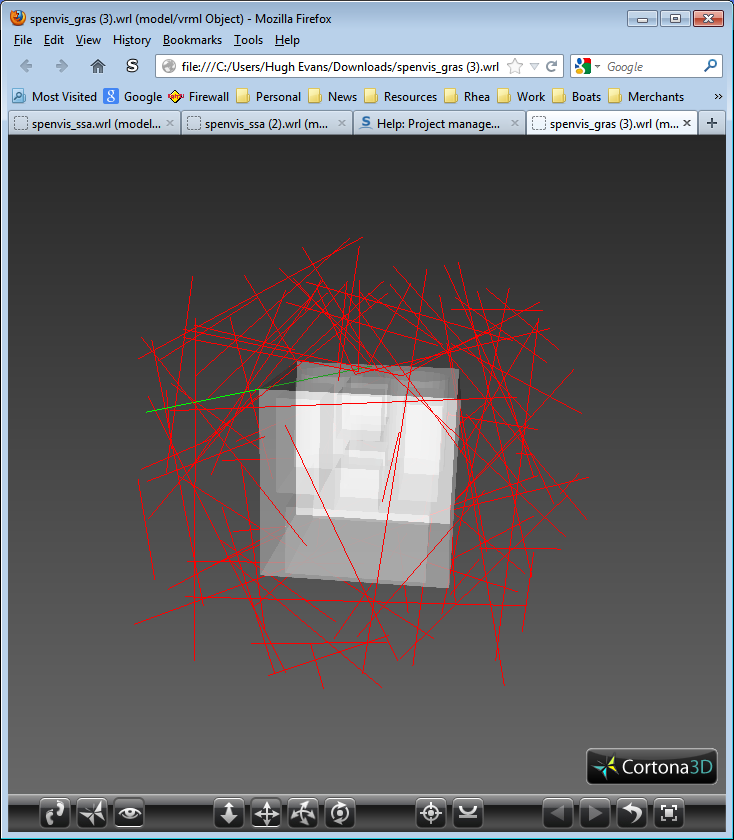 spenvis_gras (3).wrl (model/vrml Object) - Mozilla Firefox
File Edit View History Bookmarks Tools Help
S file:///C:/Users/Hugh Evans/Downloads/spenvis_gras (3).wrl Google
Most Visited Google Firewall Personal News Resources Rhea Work Boats Merchants »
spenvis_ssa.wrl (model... spenvis_ssa (2).wrl (m... S Help: Project manage... spenvis_gras (3).wrl (m...
Cortona3D